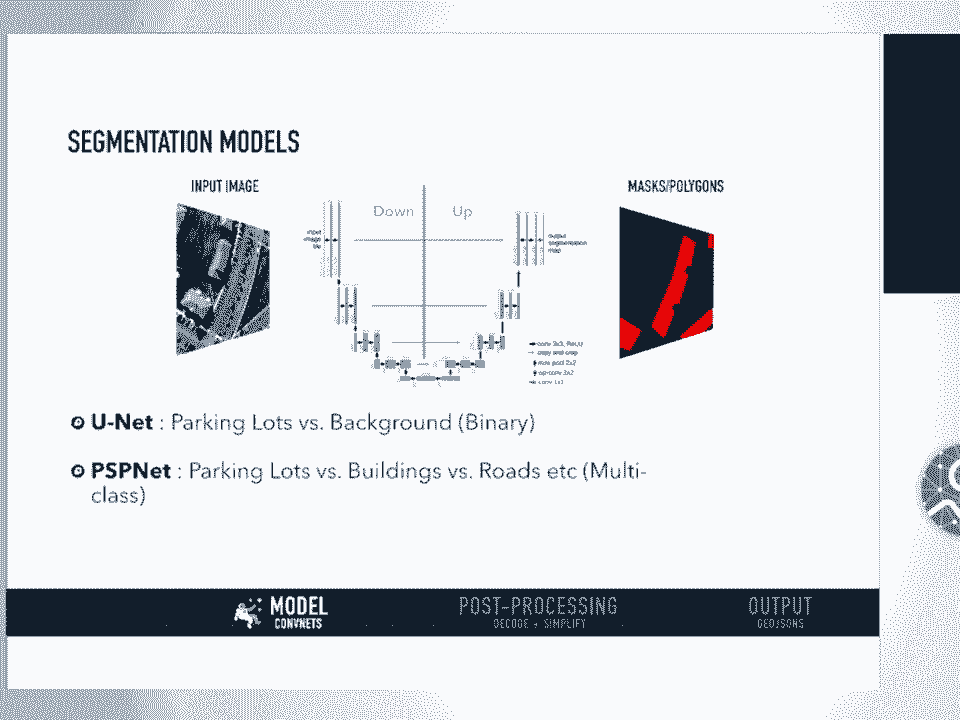 SEGMENTATION MODELS
INPUT IMAGE
MASKS/POLYGONS
Down
Up
input
image
tile
output
segmentation
map
conv 3x3, ReLU
copy and crop
max pool 2x2
up-conv 2x2
conv 1x1
U-Net : Parking Lots vs. Background (Binary)
PSPNet : Parking Lots vs. Buildings vs. Roads etc (Multi-
class)
MODEL
CONVNETS
POST-PROCESSING
DECODE + SIMPLIFY
OUTPUT
GEOJSONS